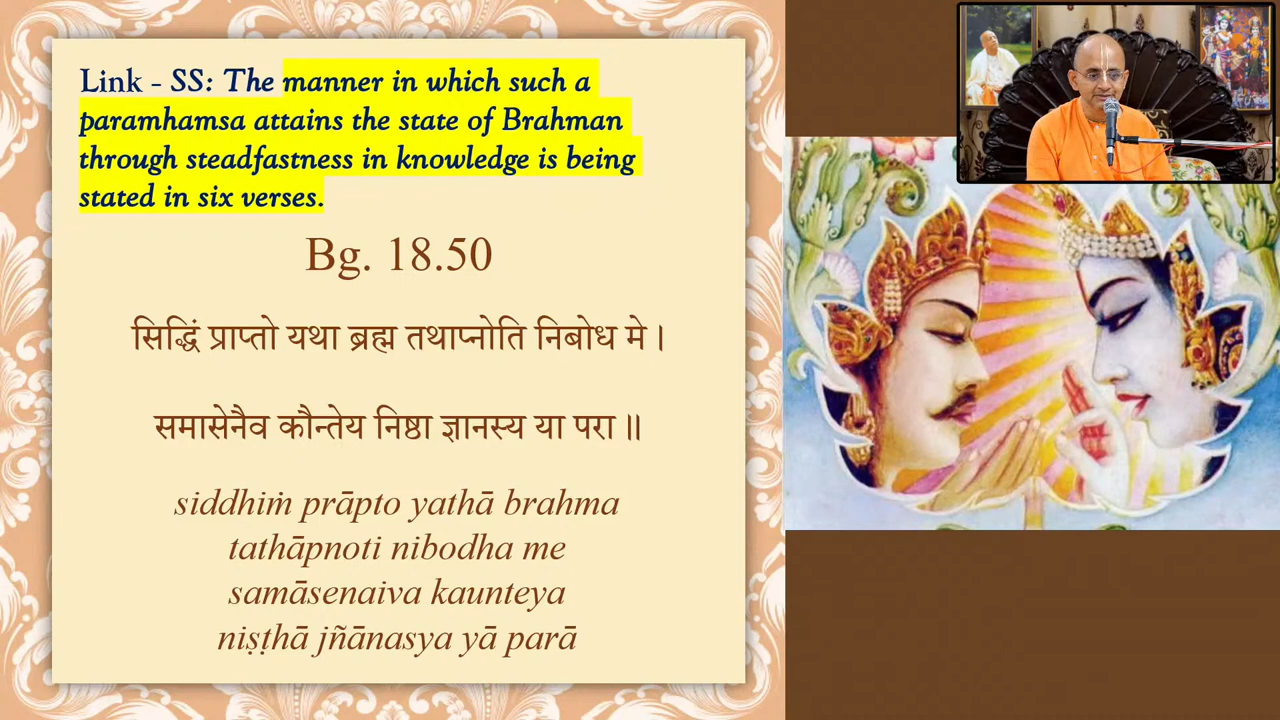 Link - SS: The manner in which such a
paramhamsa attains the state of Brahman
through steadfastness in knowledge is being
stated in six verses.
Bg. 18.50
सिद्धिं प्राप्तो यथा ब्रह्म तथाप्नोति निबोध मे ।
समासेनैव कौन्तेय निष्ठा ज्ञानस्य या परा ॥
siddhiṁ prāpto yathā brahma
tathāpnoti nibodha me
samāsenaiva kaunteya
niṣṭhā jñānasya yā parā